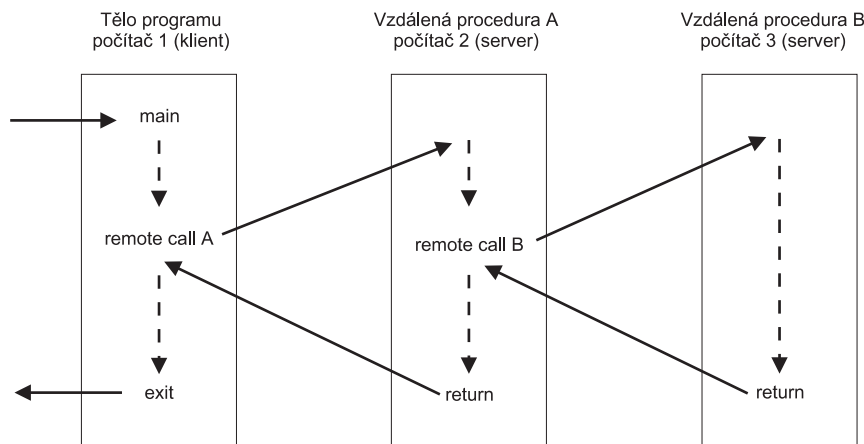 Tělo programu
počítač 1 (klient)
Vzdálená procedura A
počítač 2 (server)
Vzdálená procedura B
počítač 3 (server)
main
remote call A
exit
remote call B
return
return